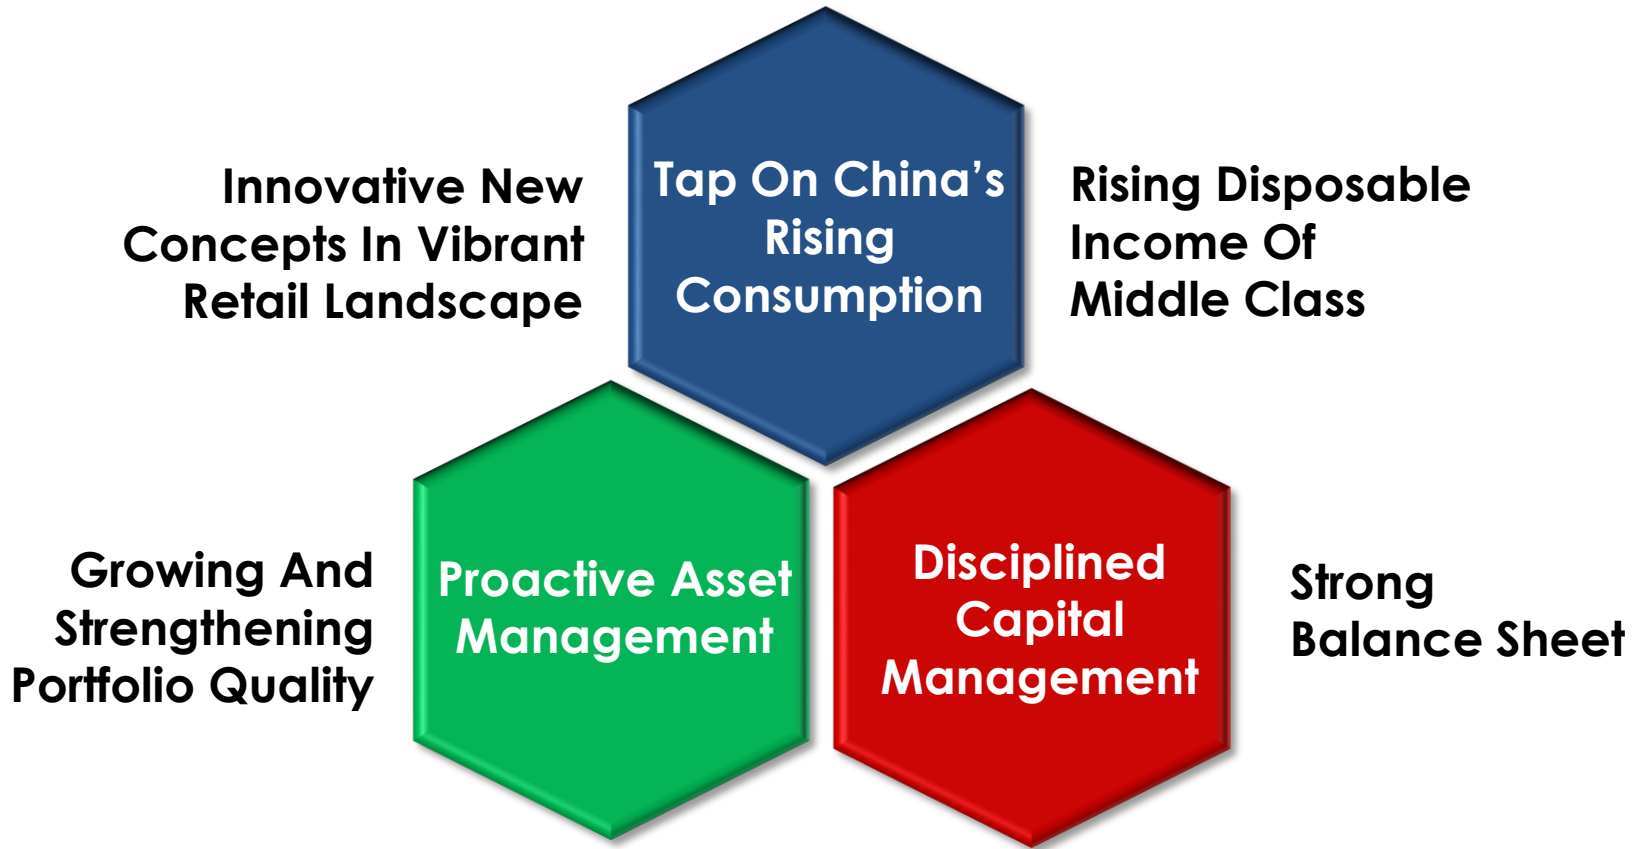 Innovative New
Concepts In Vibrant
Retail Landscape
Tap On China’s
Rising
Consumption
Rising Disposable
Income Of
Middle Class
Growing And
Strengthening
Portfolio Quality
Proactive Asset
Management
Disciplined
Capital
Management
Strong
Balance Sheet